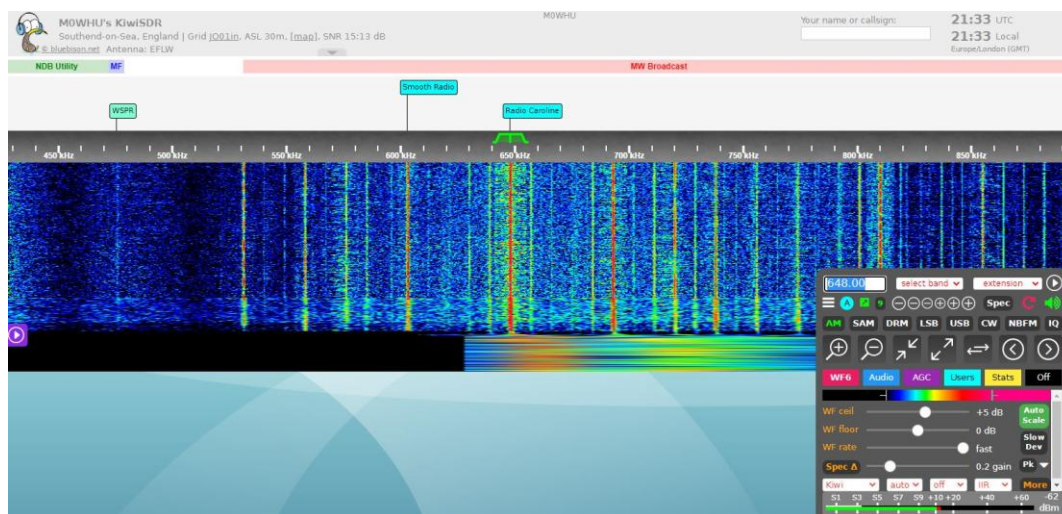 M0WHU's KiwiSDR
Southend-on-Sea, England | Grid JO01in, ASL 30m, [map], SNR 15:13 dB
© bluebison.net Antenna: EFLW
M0WHU
Your name or callsign:
21:33 UTC
21:33 Local
Europe/London (GMT)
NDB Utility MF MW Broadcast
Smooth Radio
WSPR Radio Caroline
450 kHz 500 kHz 550 kHz 600 kHz 650 kHz 700 kHz 750 kHz 800 kHz 850 kHz
648.00 select band extension
A 9 Spec
AM SAM DRM LSB USB CW NBFM IQ
WF6 Audio AGC Users Stats Off
WF ceil +5 dB Auto Scale
WF floor 0 dB
WF rate fast Slow Dev
Spec Δ 0.2 gain Pk
Kiwi auto off IIR More
S1 S3 S5 S7 S9 +10 +20 +40 +60 -62
dBm